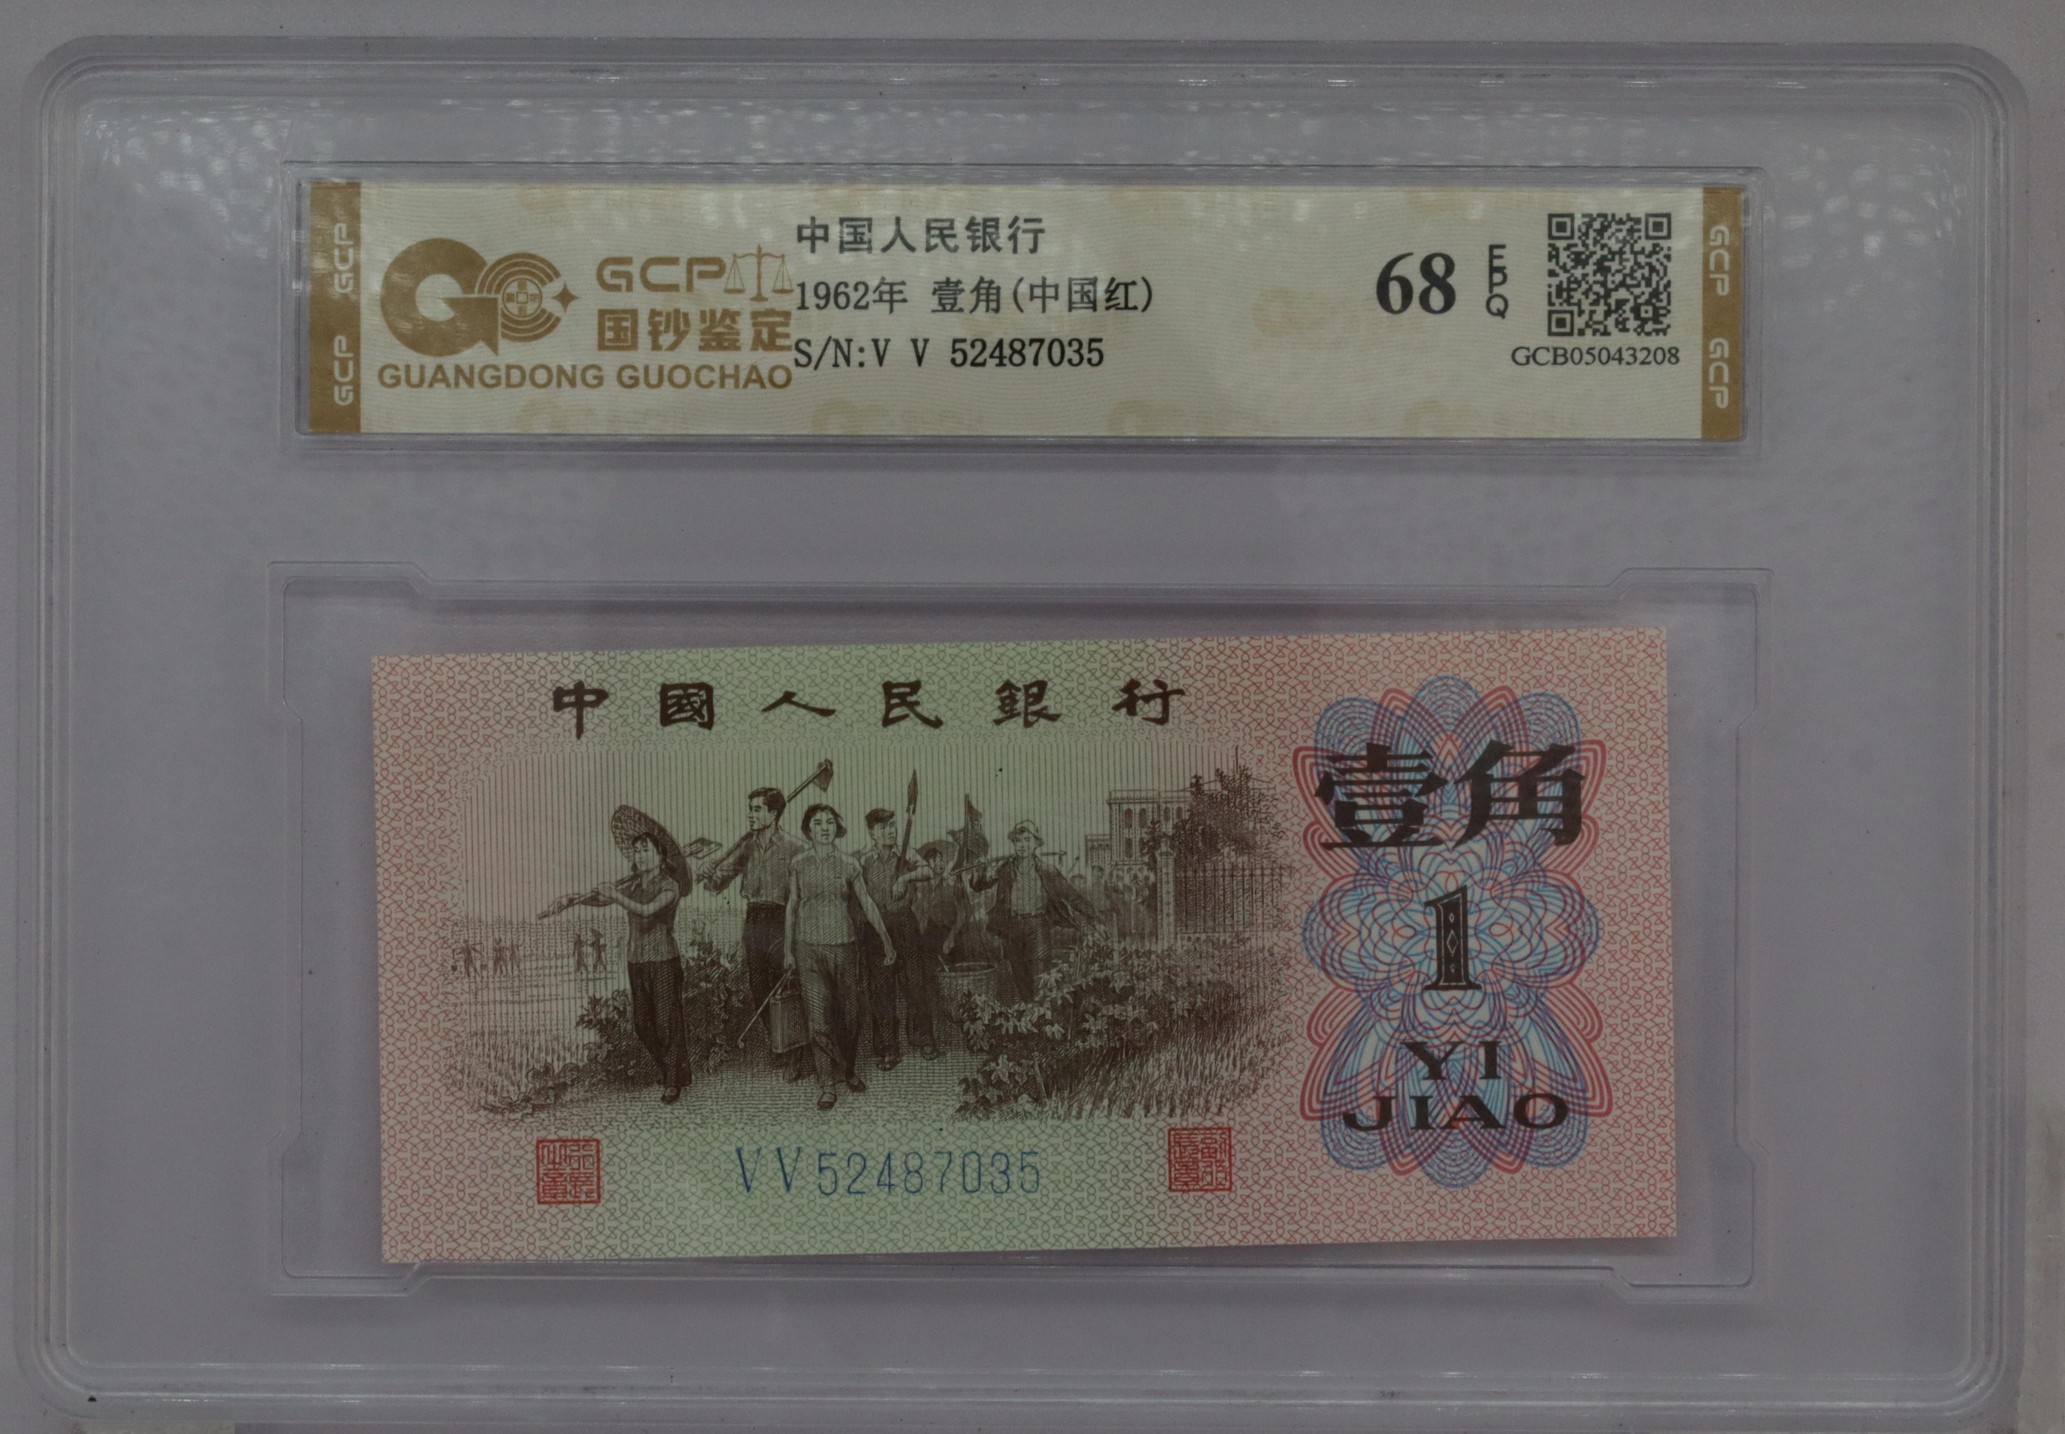 GCP
GCP
GCP
国钞鉴定
GUANGDONG GUOCHAO
中国人民银行
1962年 壹角(中国红)
S/N:V V 52487035
68
EPQ
GCB05043208
GCP
GCP
中國人民銀行
壹角
1
YI
JIAO
VV52487035